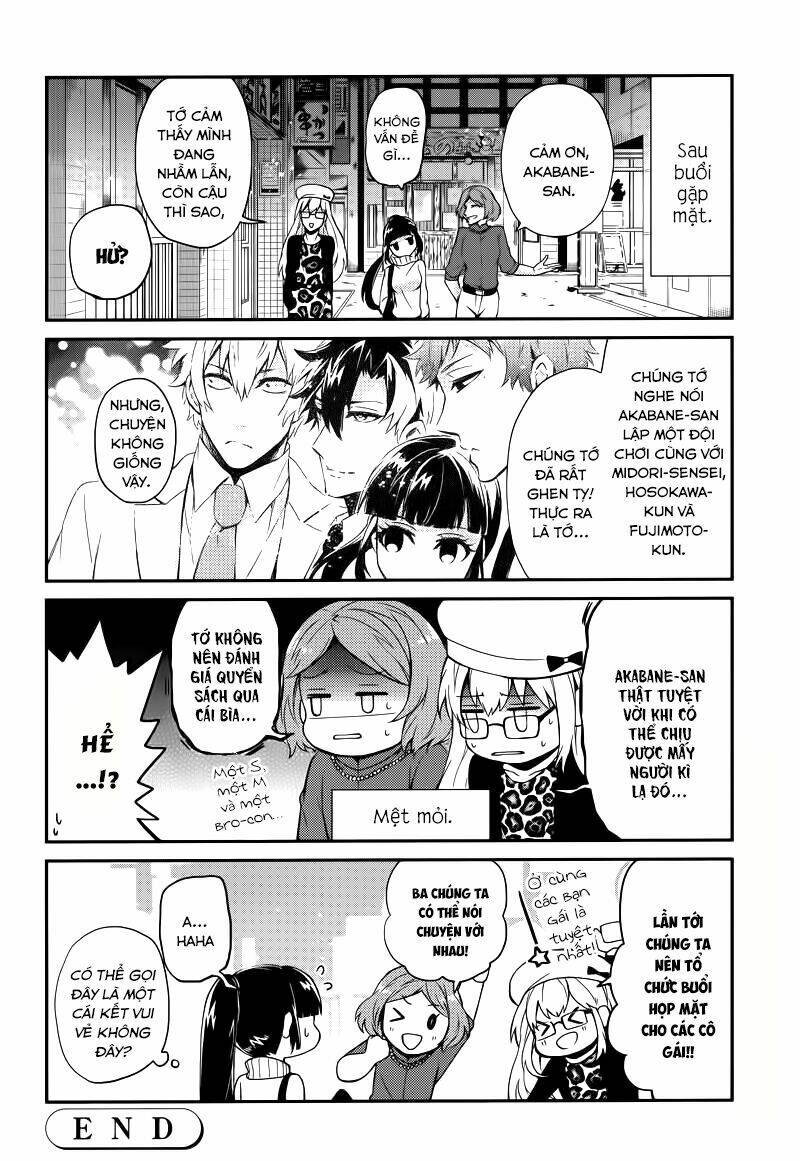 Sau
buổi
gặp
mặt.
CẢM ƠN,
AKABANE-
SAN.
KHÔNG
VẤN ĐỀ
GÌ...
TỚ CẢM
THẤY MÌNH
ĐANG
NHẦM LẪN,
CÒN CẬU
THÌ SAO,
HỬ?
CHÚNG TỚ
NGHE NÓI
AKABANE-SAN
LẬP MỘT ĐỘI
CHƠI CÙNG VỚI
MIDORI-SENSEI,
HOSOKAWA-
KUN VÀ
FUJIMOTO-
KUN.
CHÚNG TỚ
ĐÃ RẤT
GHEN TỴ!
THỰC RA
LÀ TỚ...
NHƯNG,
CHUYỆN
KHÔNG
GIỐNG
VẬY.
AKABANE-SAN
THẬT TUYỆT
VỜI KHI CÓ
THỂ CHỊU
ĐƯỢC MẤY
NGƯỜI KÌ
LẠ ĐÓ...
TỚ KHÔNG
NÊN ĐÁNH
GIÁ QUYỂN
SÁCH QUA
CÁI BÌA...
Một S,
một M
và một
Bro-con...
Mệt mỏi.
HỂ
...!?
LẦN TỚI
CHÚNG TA
NÊN TỔ
CHỨC BUỔI
HỌP MẶT
CHO CÁC CÔ
GÁI!!
Ở cùng
các bạn
gái là
tuyệt
nhất!
BA CHÚNG TA
CÓ THỂ NÓI
CHUYỆN VỚI
NHAU!
A...
HAHA
CÓ THỂ GỌI
ĐÂY LÀ MỘT
CÁI KẾT VUI
VẺ KHÔNG
ĐÂY?
END